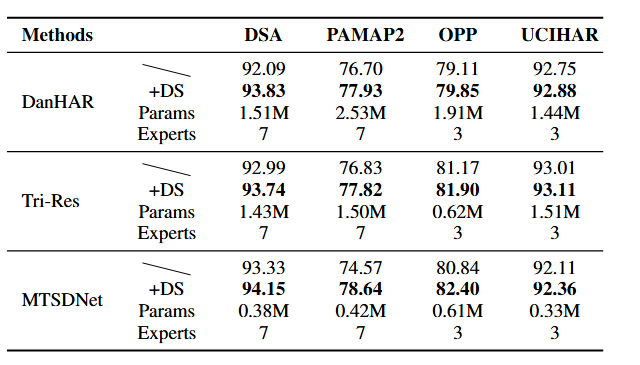 Methods DSA PAMAP2 OPP UCIHAR
92.09 76.70 79.11 92.75
+DS 93.83 77.93 79.85 92.88
DanHAR
Params 1.51M 2.53M 1.91M 1.44M
Experts 7 7 3 3
92.99 76.83 81.17 93.01
+DS 93.74 77.82 81.90 93.11
Tri-Res
Params 1.43M 1.50M 0.62M 1.51M
Experts 7 7 3 3
93.33 74.57 80.84 92.11
+DS 94.15 78.64 82.40 92.36
MTSDNet
Params 0.38M 0.42M 0.61M 0.33M
Experts 7 7 3 3